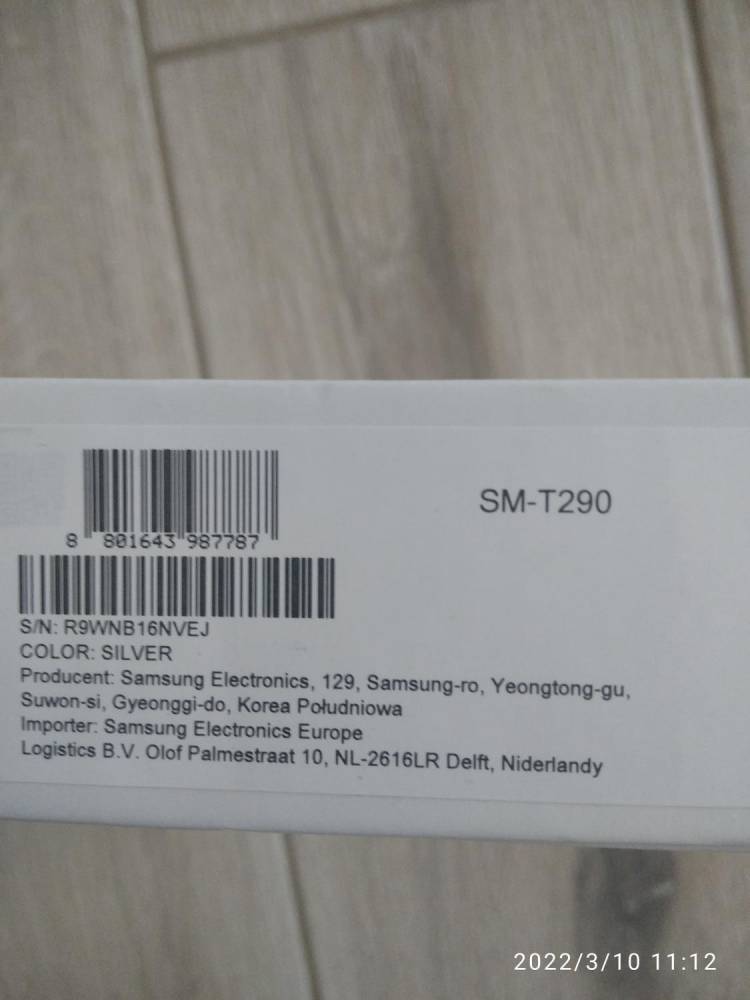 SM-T290
8 801643 987787
S/N: R9WNB16NVEJ
COLOR: SILVER
Producent: Samsung Electronics, 129, Samsung-ro, Yeongtong-gu,
Suwon-si, Gyeonggi-do, Korea Południowa
Importer: Samsung Electronics Europe
Logistics B.V. Olof Palmestraat 10, NL-2616LR Delft, Niderlandy
2022/3/10 11:12